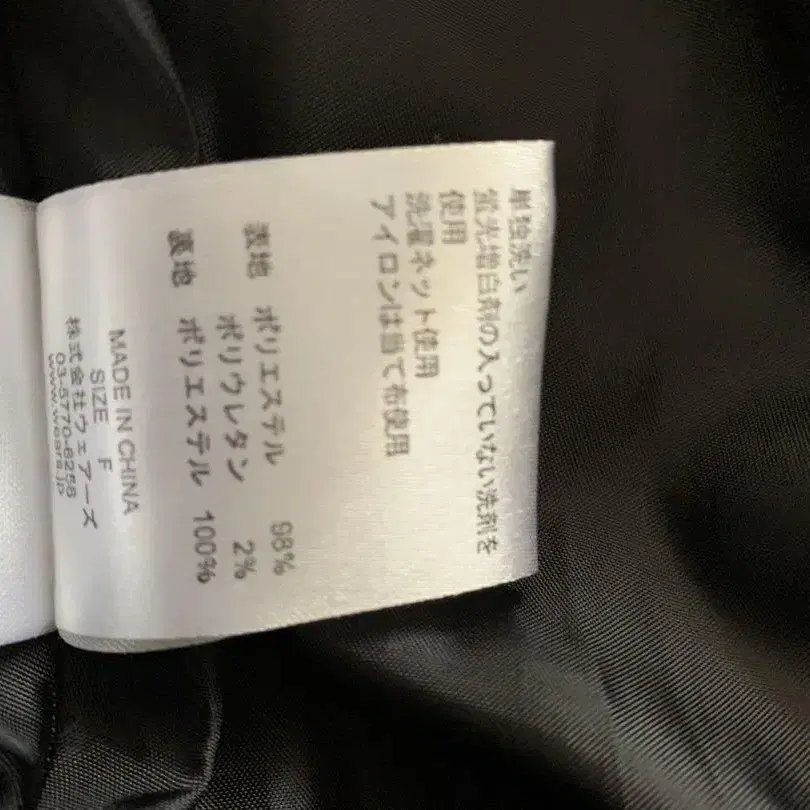 単独洗い
蛍光増白剤の入っていない洗剤を
使用
洗濯ネット使用
アイロンは当て布使用
表地 ポリエステル 98%
ポリウレタン 2%
裏地 ポリエステル 100%
MADE IN CHINA
SIZE F
株式会社ウェアーズ
03-5770-6258
www.wears.jp